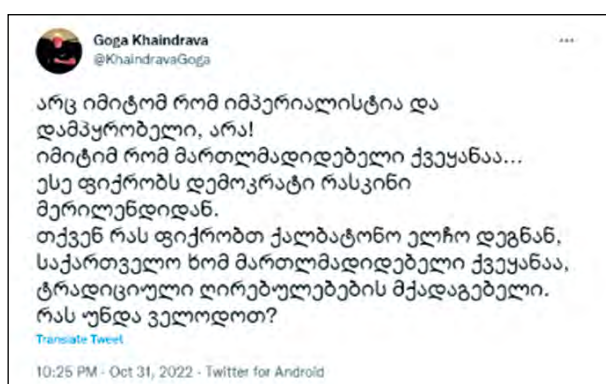 Goga Khaindrava
@KhaindravaGoga
არც იმიტომ რომ იმპერიალისტია და
დამპყრობელი, არა!
იმიტიმ რომ მართლმადიდებელი ქვეყანაა...
ესე ფიქრობს დემოკრატი რასკინი
მერილენდიდან.
თქვენ რას ფიქრობთ ქალბატონო ელჩო დეგნან,
საქართველო ხომ მართლმადიდებელი ქვეყანაა,
ტრადიციული ღირებულებების მქადაგებელი.
რას უნდა ველოდოთ?
Translate Tweet
10:25 PM · Oct 31, 2022 · Twitter for Android